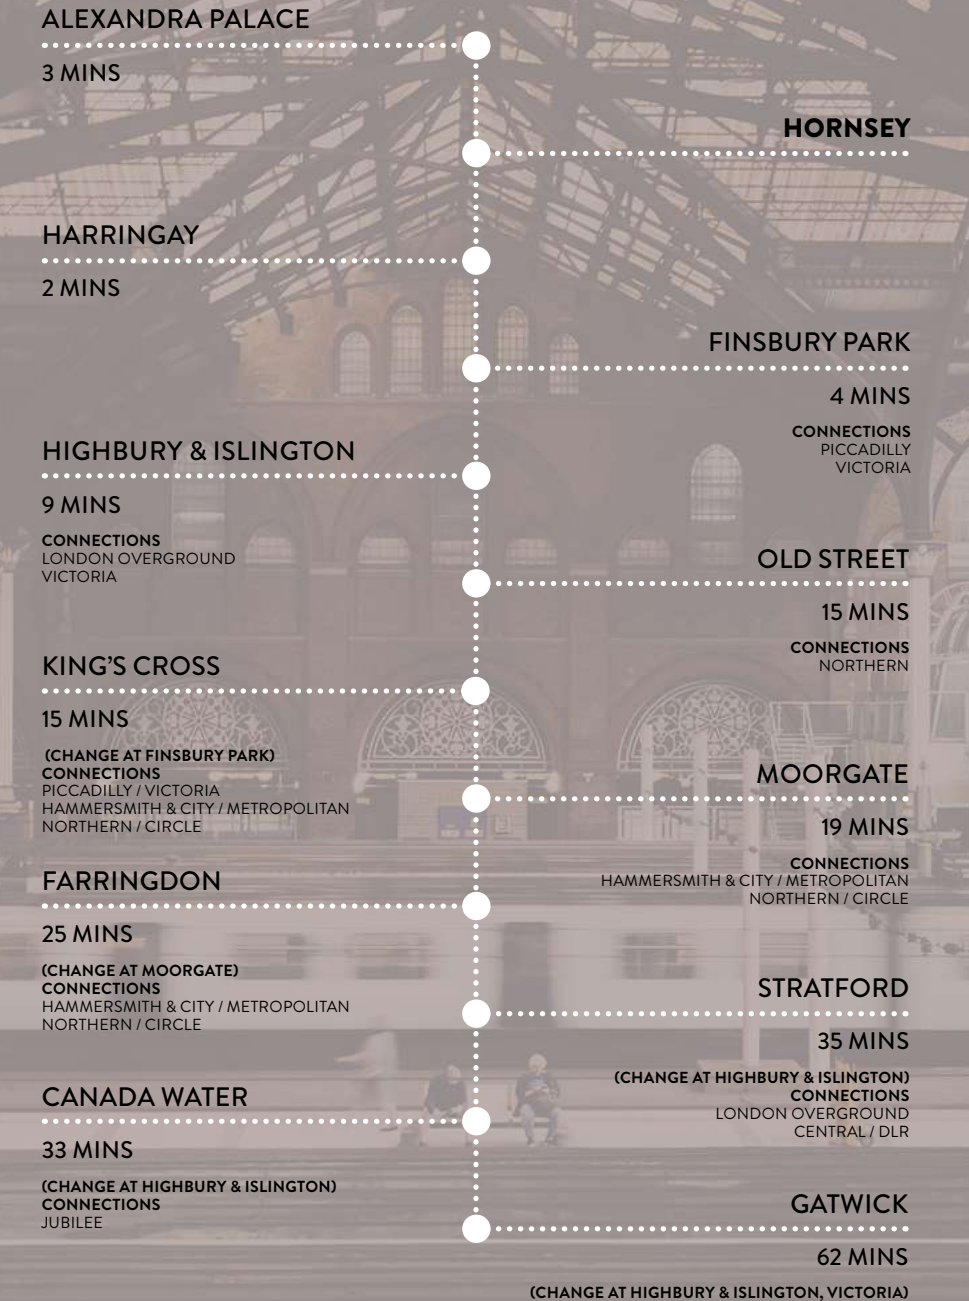 ALEXANDRA PALACE
3 MINS
HORNSEY
HARRINGAY
2 MINS
FINSBURY PARK
4 MINS
CONNECTIONS
PICCADILLY
VICTORIA
HIGHBURY & ISLINGTON
9 MINS
CONNECTIONS
LONDON OVERGROUND
VICTORIA
OLD STREET
15 MINS
CONNECTIONS
NORTHERN
KING’S CROSS
15 MINS
(CHANGE AT FINSBURY PARK)
CONNECTIONS
PICCADILLY / VICTORIA
HAMMERSMITH & CITY / METROPOLITAN
NORTHERN / CIRCLE
MOORGATE
19 MINS
CONNECTIONS
HAMMERSMITH & CITY / METROPOLITAN
NORTHERN / CIRCLE
FARRINGDON
25 MINS
(CHANGE AT MOORGATE)
CONNECTIONS
HAMMERSMITH & CITY / METROPOLITAN
NORTHERN / CIRCLE
STRATFORD
35 MINS
(CHANGE AT HIGHBURY & ISLINGTON)
CONNECTIONS
LONDON OVERGROUND
CENTRAL / DLR
CANADA WATER
33 MINS
(CHANGE AT HIGHBURY & ISLINGTON)
CONNECTIONS
JUBILEE
GATWICK
62 MINS
(CHANGE AT HIGHBURY & ISLINGTON, VICTORIA)